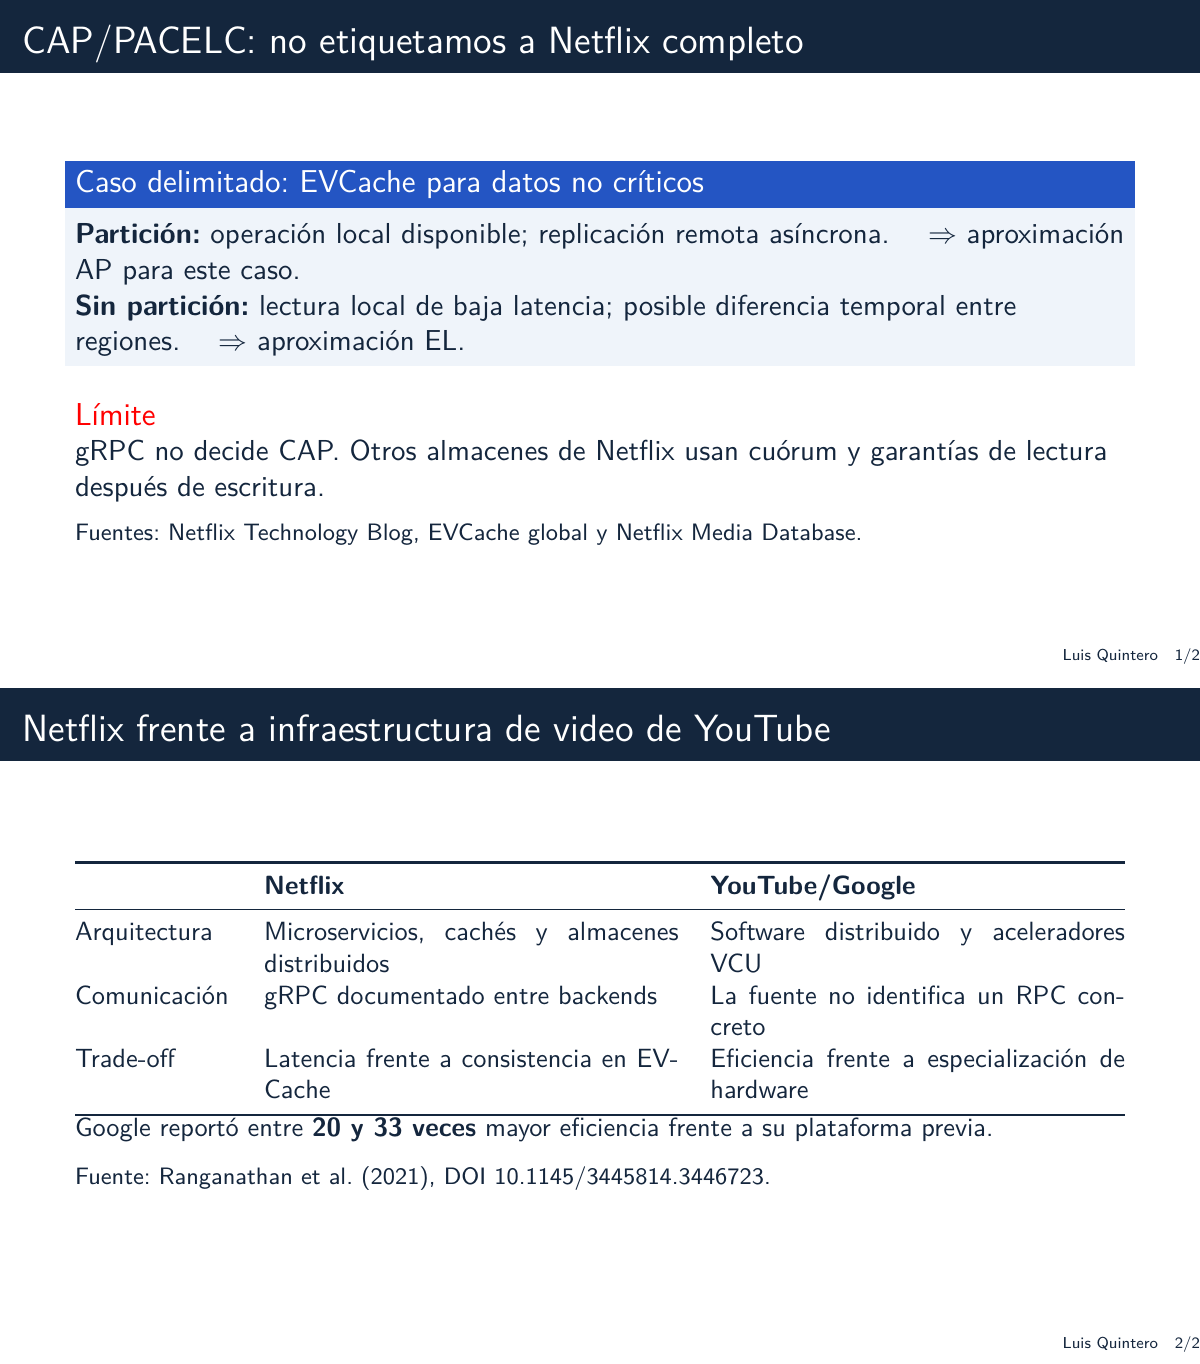 CAP/PACELC: no etiquetamos a Netflix completo
Caso delimitado: EVCache para datos no críticos
Partición: operación local disponible; replicación remota asíncrona. ⇒ aproximación
AP para este caso.
Sin partición: lectura local de baja latencia; posible diferencia temporal entre
regiones. ⇒ aproximación EL.
Límite
gRPC no decide CAP. Otros almacenes de Netflix usan cuórum y garantías de lectura
después de escritura.
Fuentes: Netflix Technology Blog, EVCache global y Netflix Media Database.
Luis Quintero 1/2
Netflix frente a infraestructura de video de YouTube
Netflix YouTube/Google
Arquitectura Microservicios, cachés y almacenes Software distribuido y aceleradores
distribuidos VCU
Comunicación gRPC documentado entre backends La fuente no identifica un RPC con-
creto
Trade-off Latencia frente a consistencia en EV- Eficiencia frente a especialización de
Cache hardware
Google reportó entre 20 y 33 veces mayor eficiencia frente a su plataforma previa.
Fuente: Ranganathan et al. (2021), DOI 10.1145/3445814.3446723.
Luis Quintero 2/2